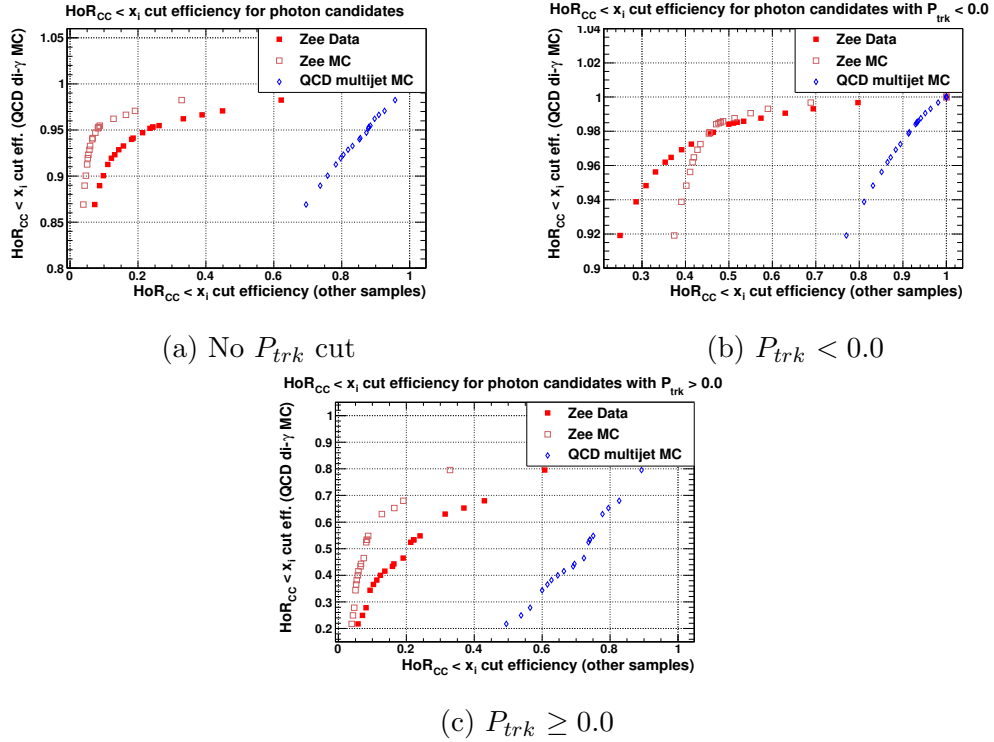 HoR_CC < x_i cut efficiency for photon candidates
HoR_CC < x_i cut eff. (QCD di-γ MC)
1.05
1
0.95
0.9
0.85
0.8
Zee Data
Zee MC
QCD multijet MC
0 0.2 0.4 0.6 0.8 1
HoR_CC < x_i cut efficiency (other samples)
(a) No P_trk cut
HoR_CC < x_i cut efficiency for photon candidates with P_trk < 0.0
HoR_CC < x_i cut eff. (QCD di-γ MC)
1.04
1.02
1
0.98
0.96
0.94
0.92
0.9
Zee Data
Zee MC
QCD multijet MC
0.3 0.4 0.5 0.6 0.7 0.8 0.9 1
HoR_CC < x_i cut efficiency (other samples)
(b) P_trk < 0.0
HoR_CC < x_i cut efficiency for photon candidates with P_trk > 0.0
HoR_CC < x_i cut eff. (QCD di-γ MC)
1
0.9
0.8
0.7
0.6
0.5
0.4
0.3
0.2
Zee Data
Zee MC
QCD multijet MC
0 0.2 0.4 0.6 0.8 1
HoR_CC < x_i cut efficiency (other samples)
(c) P_trk ≥ 0.0